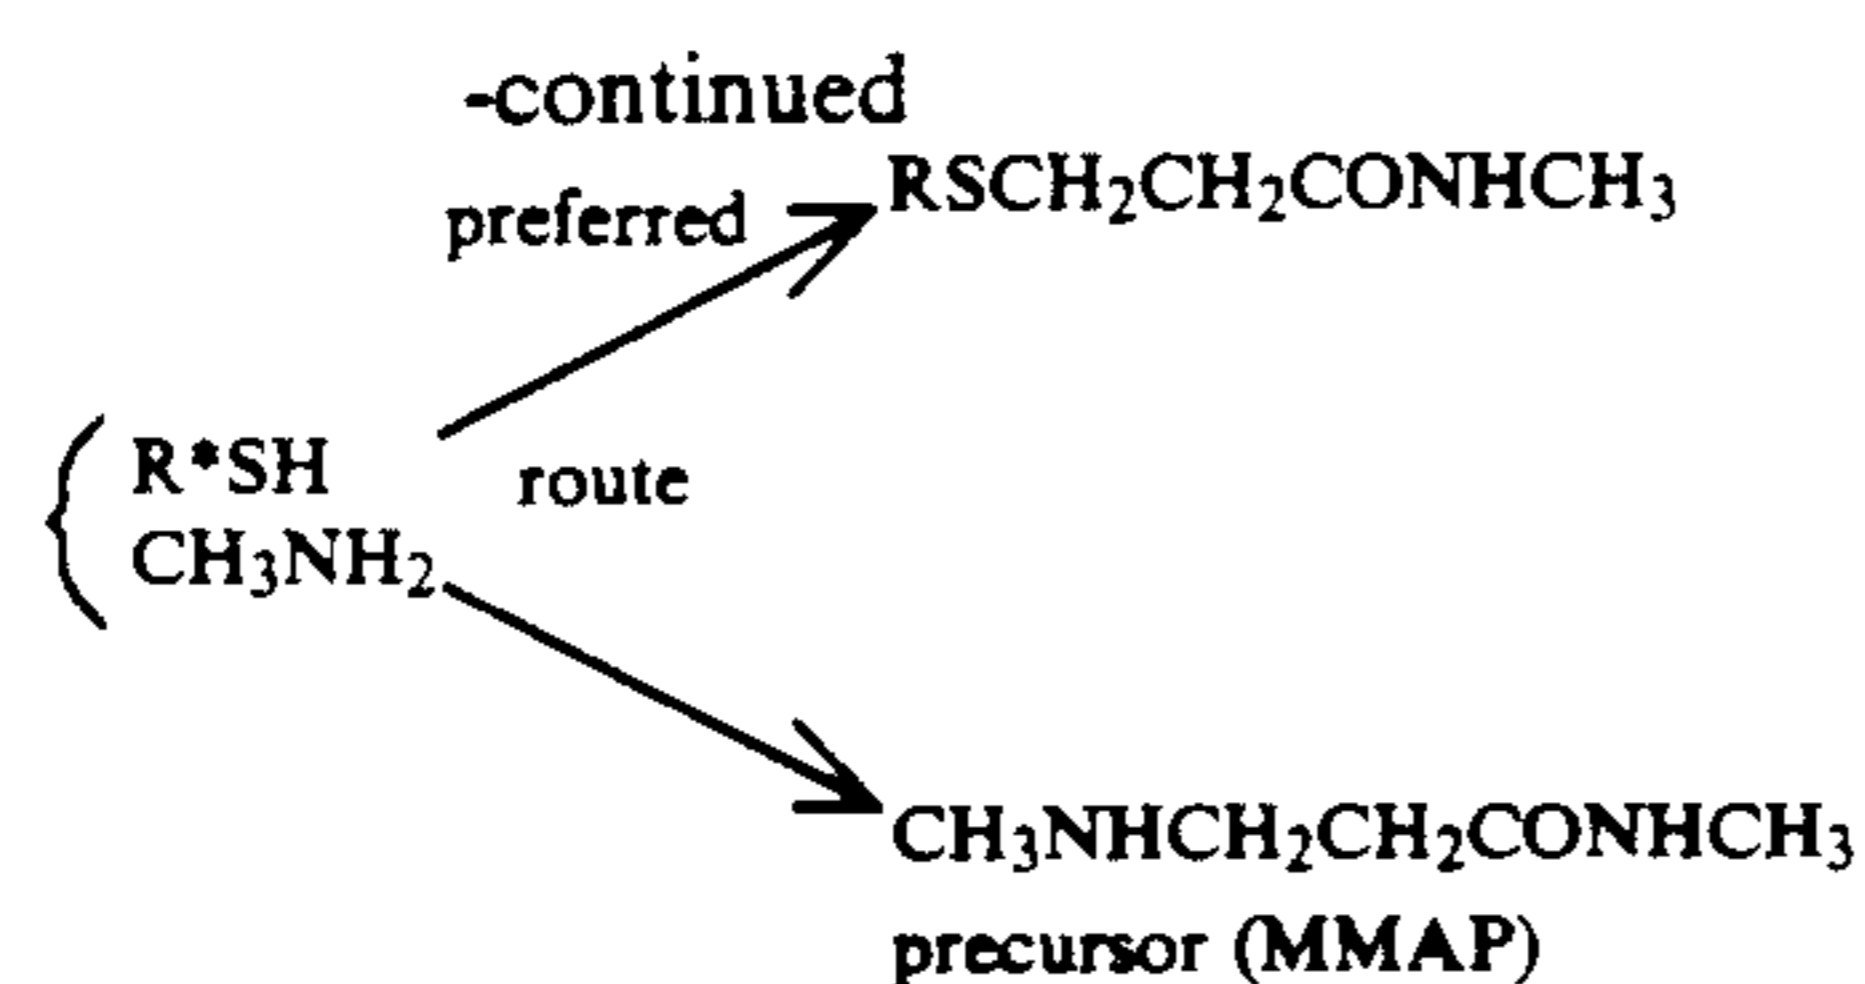 -continued
preferred
RSCH₂CH₂CONHCH₃
R*SH
route
CH₃NH₂
CH₃NHCH₂CH₂CONHCH₃
precursor (MMAP)